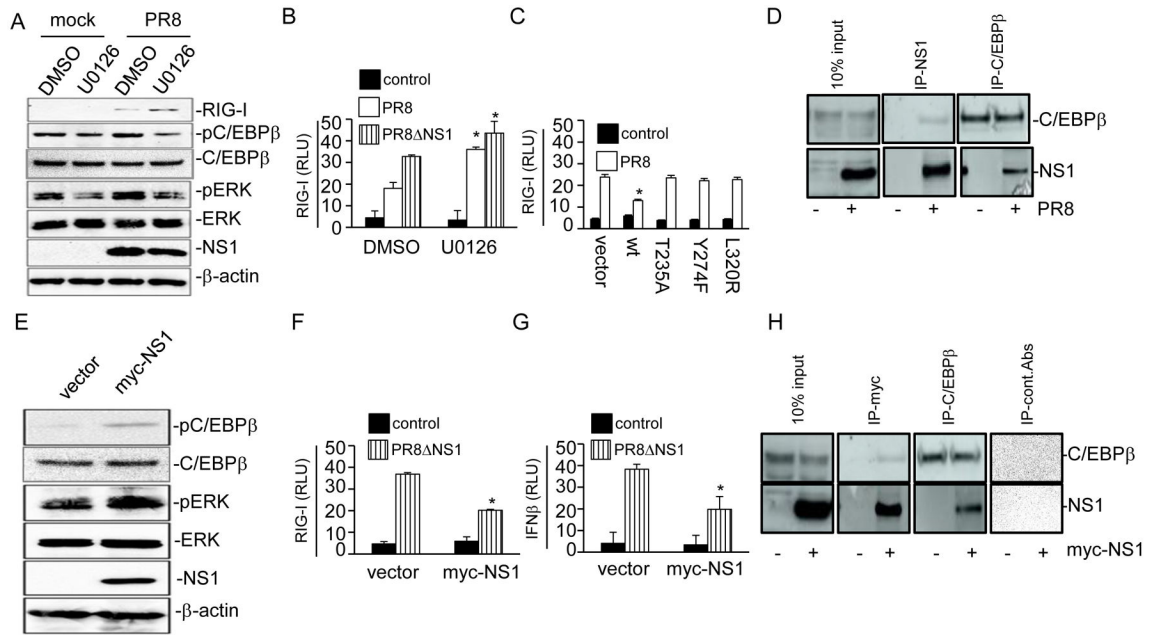 A
mock PR8
DMSO U0126 DMSO U0126
-RIG-I
-pC/EBPβ
-C/EBPβ
-pERK
-ERK
-NS1
-β-actin
B
control
PR8
PR8ΔNS1
RIG-I (RLU)
50
40
30
20
10
0
* *
DMSO U0126
C
control
PR8
RIG-I (RLU)
50
40
30
20
10
0
*
vector wt T235A Y274F L320R
D
10% input IP-NS1 IP-C/EBPβ
-C/EBPβ
-NS1
- + - + - + PR8
E
vector myc-NS1
-pC/EBPβ
-C/EBPβ
-pERK
-ERK
-NS1
-β-actin
F
control
PR8ΔNS1
RIG-I (RLU)
50
40
30
20
10
0
*
vector myc-NS1
G
control
PR8ΔNS1
IFNβ (RLU)
50
40
30
20
10
0
*
vector myc-NS1
H
10% input IP-myc IP-C/EBPβ IP-cont.Abs
-C/EBPβ
-NS1
- + - + - + - + myc-NS1